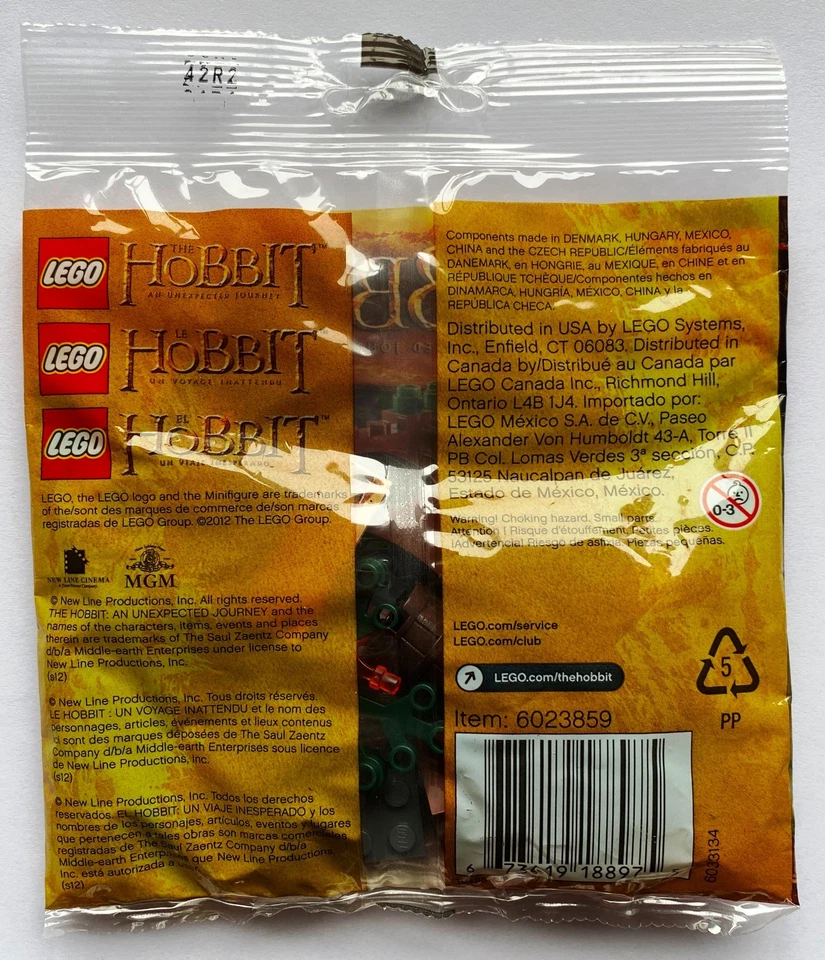 42R2
LEGO
THE
HOBBIT™
AN UNEXPECTED JOURNEY
LEGO
LE
HOBBIT™
UN VOYAGE INATTENDU
LEGO
EL
HOBBIT™
UN VIAJE INESPERADO
LEGO, the LEGO logo and the Minifigure are trademarks
of the/sont des marques de commerce de/son marcas
registradas de LEGO Group. ©2012 The LEGO Group.
NEW LINE CINEMA
MGM
© New Line Productions, Inc. All rights reserved.
THE HOBBIT: AN UNEXPECTED JOURNEY and the
names of the characters, items, events and places
therein are trademarks of The Saul Zaentz Company
d/b/a Middle-earth Enterprises under license to
New Line Productions, Inc.
(s12)
© New Line Productions, Inc. Tous droits réservés.
LE HOBBIT : UN VOYAGE INATTENDU et le nom des
personnages, articles, événements et lieux contenus
ici sont des marques déposées de The Saul Zaentz
Company d/b/a Middle-earth Enterprises sous licence
de New Line Productions, Inc.
(s12)
© New Line Productions, Inc. Todos los derechos
reservados. EL HOBBIT: UN VIAJE INESPERADO y los
nombres de los personajes, artículos, eventos y lugares
que pertenecen a tales obras son marcas comerciales
registradas de The Saul Zaentz Company d/b/a
Middle-earth Enterprises que New Line Productions,
Inc. está autorizada a
(s12)
Components made in DENMARK, HUNGARY, MEXICO,
CHINA and the CZECH REPUBLIC/Éléments fabriqués au
DANEMARK, en HONGRIE, au MEXIQUE, en CHINE et en
RÉPUBLIQUE TCHÈQUE/Componentes hechos en
DINAMARCA, HUNGRÍA, MÉXICO, CHINA y la
REPÚBLICA CHECA
Distributed in USA by LEGO Systems,
Inc., Enfield, CT 06083. Distributed in
Canada by/Distribué au Canada par
LEGO Canada Inc., Richmond Hill,
Ontario L4B 1J4. Importado por:
LEGO México S.A. de C.V., Paseo
Alexander Von Humboldt 43-A, Torre II
PB Col. Lomas Verdes 3ª sección, C.P.
53125 Naucalpan de Juárez,
Estado de México, México.
0-3
Warning! Choking hazard. Small parts.
Attention ! Risque d'étouffement. Petites pièces.
¡Advertencia! Riesgo de asfixia. Piezas pequeñas.
LEGO.com/service
LEGO.com/club
LEGO.com/thehobbit
5
PP
Item: 6023859
6 73419 18897
6033134